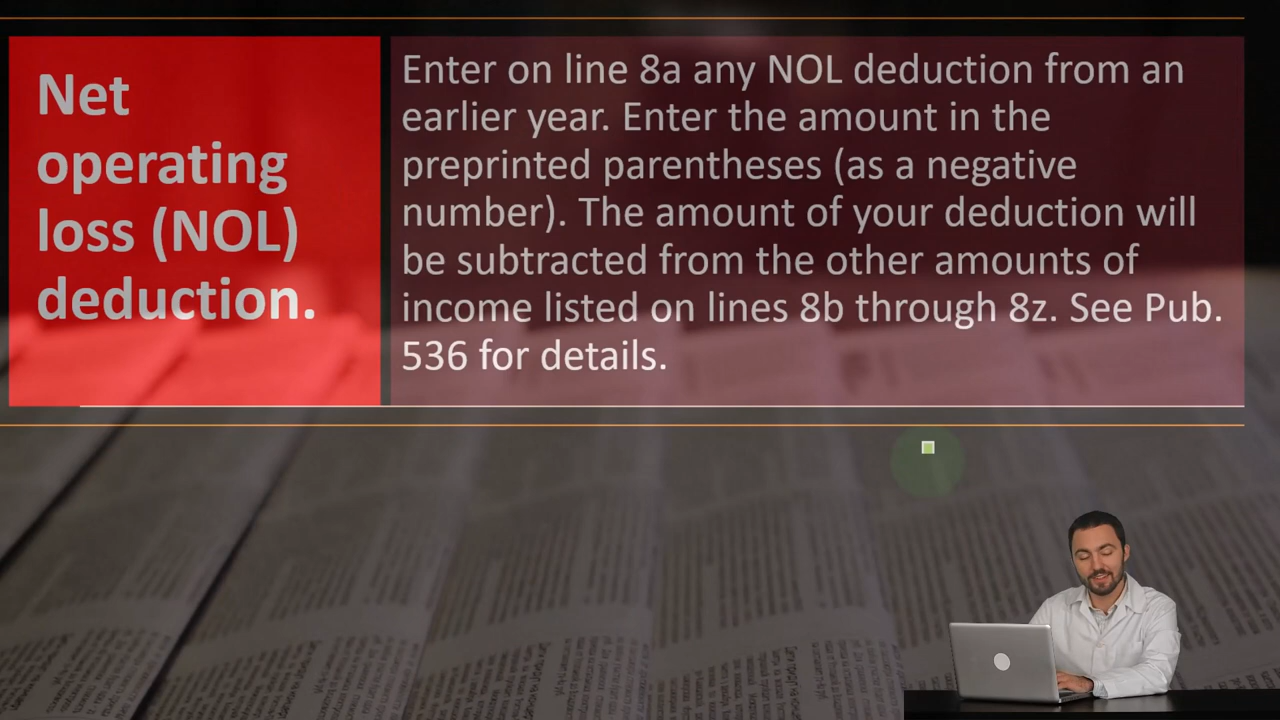 Net
operating
loss (NOL)
deduction.
Enter on line 8a any NOL deduction from an
earlier year. Enter the amount in the
preprinted parentheses (as a negative
number). The amount of your deduction will
be subtracted from the other amounts of
income listed on lines 8b through 8z. See Pub.
536 for details.